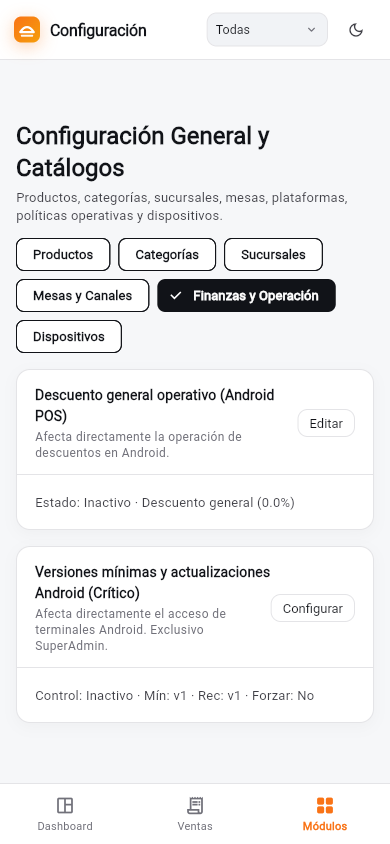 Configuración
Todas
Configuración General y
Catálogos
Productos, categorías, sucursales, mesas, plataformas,
políticas operativas y dispositivos.
Productos
Categorías
Sucursales
Mesas y Canales
Finanzas y Operación
Dispositivos
Descuento general operativo (Android
POS)
Afecta directamente la operación de
descuentos en Android.
Editar
Estado: Inactivo · Descuento general (0.0%)
Versiones mínimas y actualizaciones
Android (Crítico)
Afecta directamente el acceso de
terminales Android. Exclusivo
SuperAdmin.
Configurar
Control: Inactivo · Mín: v1 · Rec: v1 · Forzar: No
Dashboard
Ventas
Módulos